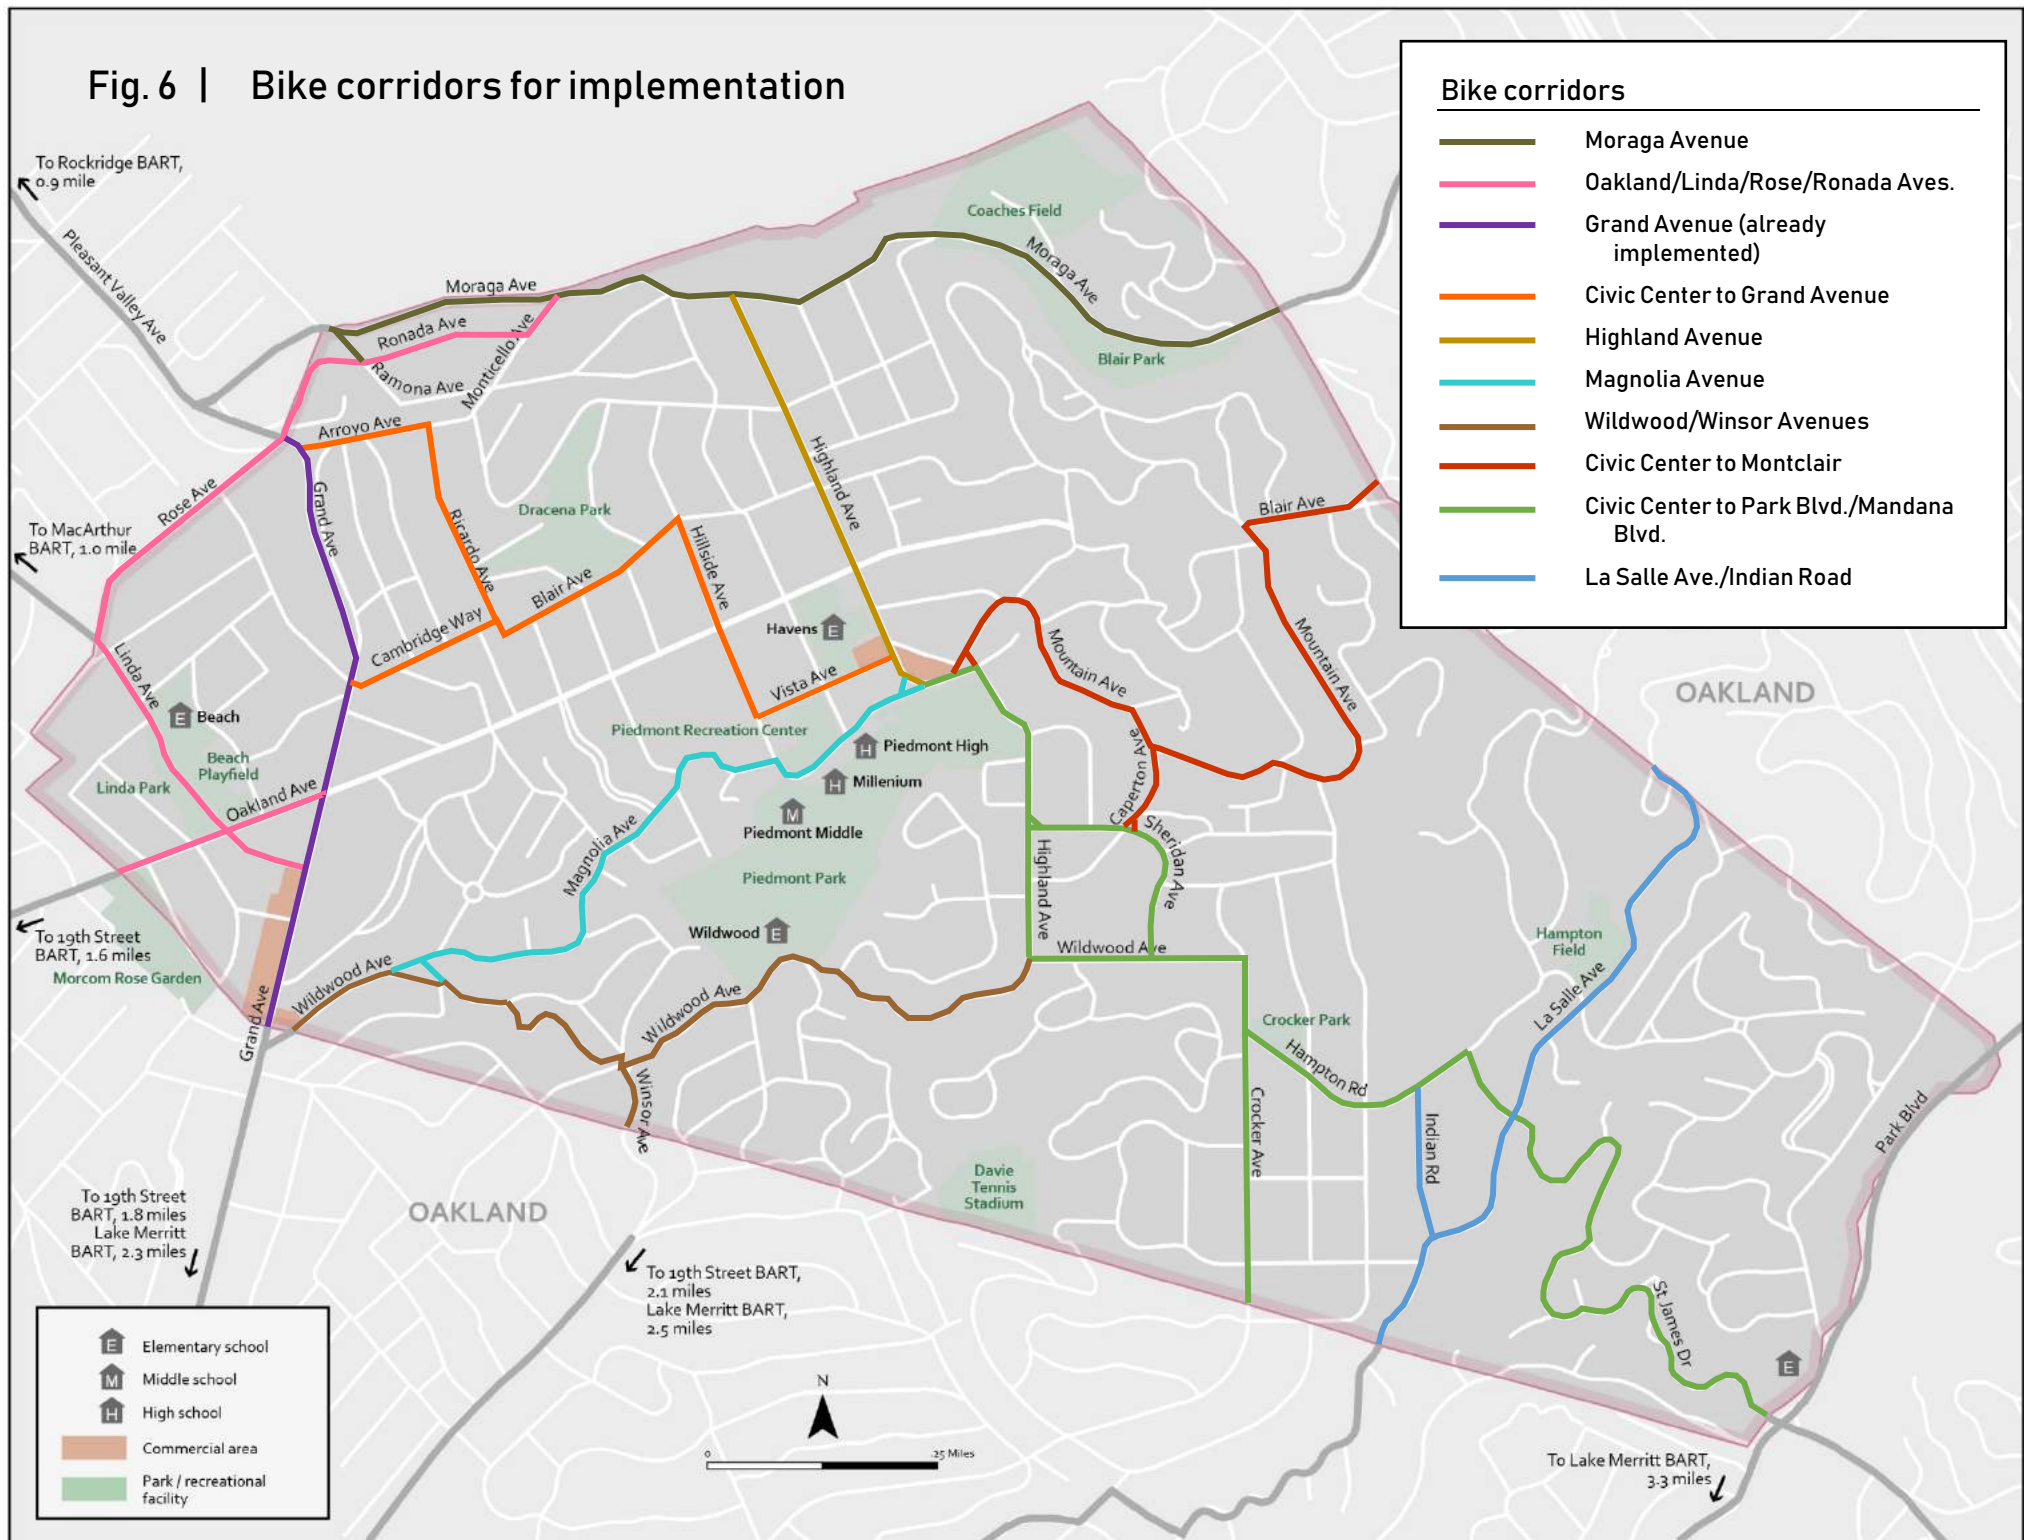 Fig. 6 | Bike corridors for implementation
Bike corridors
Moraga Avenue
Oakland/Linda/Rose/Ronada Aves.
Grand Avenue (already
implemented)
Civic Center to Grand Avenue
Highland Avenue
Magnolia Avenue
Wildwood/Winsor Avenues
Civic Center to Montclair
Civic Center to Park Blvd./Mandana
Blvd.
La Salle Ave./Indian Road
To Rockridge BART,
0.9 mile
Pleasant Valley Ave
Coaches Field
Moraga Ave
Moraga Ave
Blair Park
Ronada Ave
Ramona Ave
Monticello Ave
Arroyo Ave
Highland Ave
Rose Ave
Grand Ave
Ricardo Ave
Dracena Park
Hillside Ave
Blair Ave
Blair Ave
To MacArthur
BART, 1.0 mile
Linda Ave
Cambridge Way
Havens
E
Vista Ave
Mountain Ave
Mountain Ave
OAKLAND
E
Beach
Beach
Playfield
Linda Park
Oakland Ave
Piedmont Recreation Center
H
Piedmont High
H
Millenium
M
Piedmont Middle
Caperton Ave
Sheridan Ave
Magnolia Ave
Piedmont Park
Highland Ave
To 19th Street
BART, 1.6 miles
Morcom Rose Garden
Wildwood
E
Wildwood Ave
Wildwood Ave
Wildwood Ave
Hampton
Field
La Salle Ave
Grand Ave
Crocker Park
Hampton Rd
Winsor Ave
Crocker Ave
Indian Rd
Park Blvd
Davie
Tennis
Stadium
To 19th Street
BART, 1.8 miles
Lake Merritt
BART, 2.3 miles
OAKLAND
To 19th Street BART,
2.1 miles
Lake Merritt BART,
2.5 miles
St James Dr
E
E
Elementary school
M
Middle school
H
High school
Commercial area
Park / recreational
facility
N
0
.25 Miles
To Lake Merritt BART,
3.3 miles